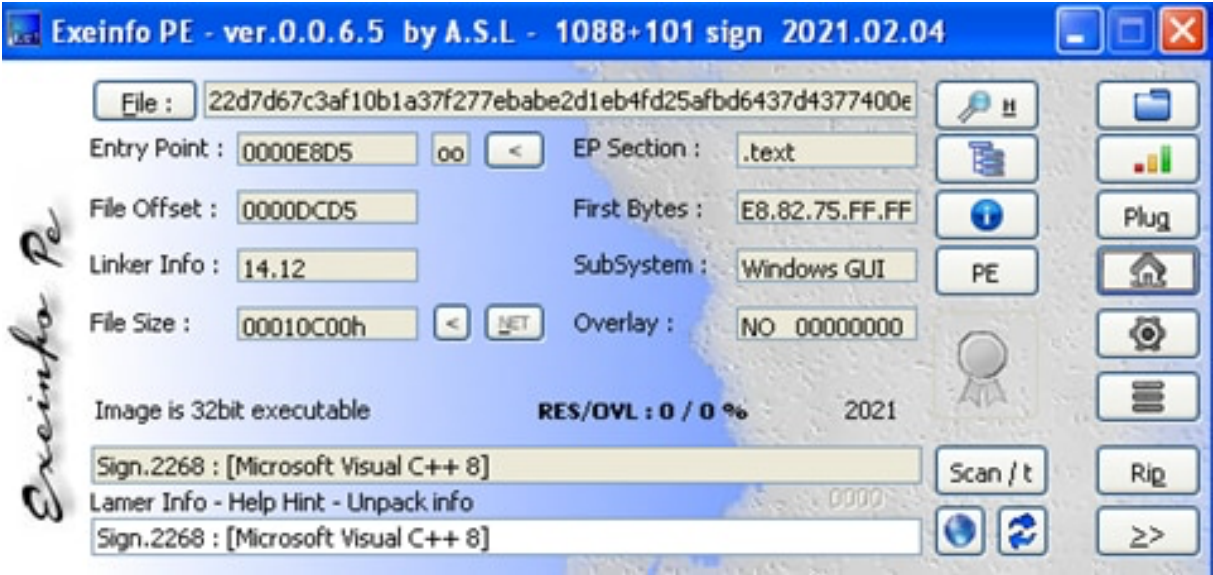 Exeinfo PE - ver.0.0.6.5 by A.S.L - 1088+101 sign 2021.02.04
File : 22d7d67c3af10b1a37f277ebabe2d1eb4fd25afbd6437d4377400e
Entry Point : 0000E8D5 oo < EP Section : .text
File Offset : 0000DCD5 First Bytes : E8.82.75.FF.FF Plug
Linker Info : 14.12 SubSystem : Windows GUI PE
File Size : 00010C00h < .NET Overlay : NO 00000000
Image is 32bit executable RES/OVL : 0 / 0 % 2021
Sign.2268 : [Microsoft Visual C++ 8] Scan / t Rip
Lamer Info - Help Hint - Unpack info 0000
Sign.2268 : [Microsoft Visual C++ 8] >>
Exeinfo Pe
H